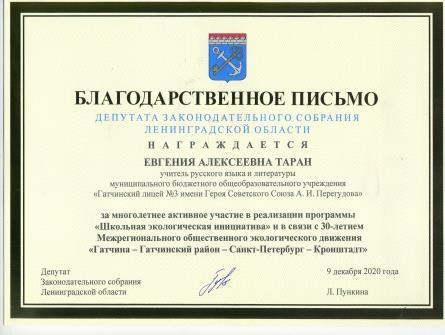 БЛАГОДАРСТВЕННОЕ ПИСЬМО
ДЕПУТАТА ЗАКОНОДАТЕЛЬНОГО СОБРАНИЯ
ЛЕНИНГРАДСКОЙ ОБЛАСТИ
НАГРАЖДАЕТСЯ
ЕВГЕНИЯ АЛЕКСЕЕВНА ТАРАН
учитель русского языка и литературы
муниципального бюджетного общеобразовательного учреждения
«Гатчинский лицей №3 имени Героя Советского Союза А. И. Перегудова»
за многолетнее активное участие в реализации программы
«Школьная экологическая инициатива» и в связи с 30-летием
Межрегионального общественного экологического движения
«Гатчина – Гатчинский район – Санкт-Петербург – Кронштадт»
Депутат 9 декабря 2020 года
Законодательного собрания
Ленинградской области Л. Пункина